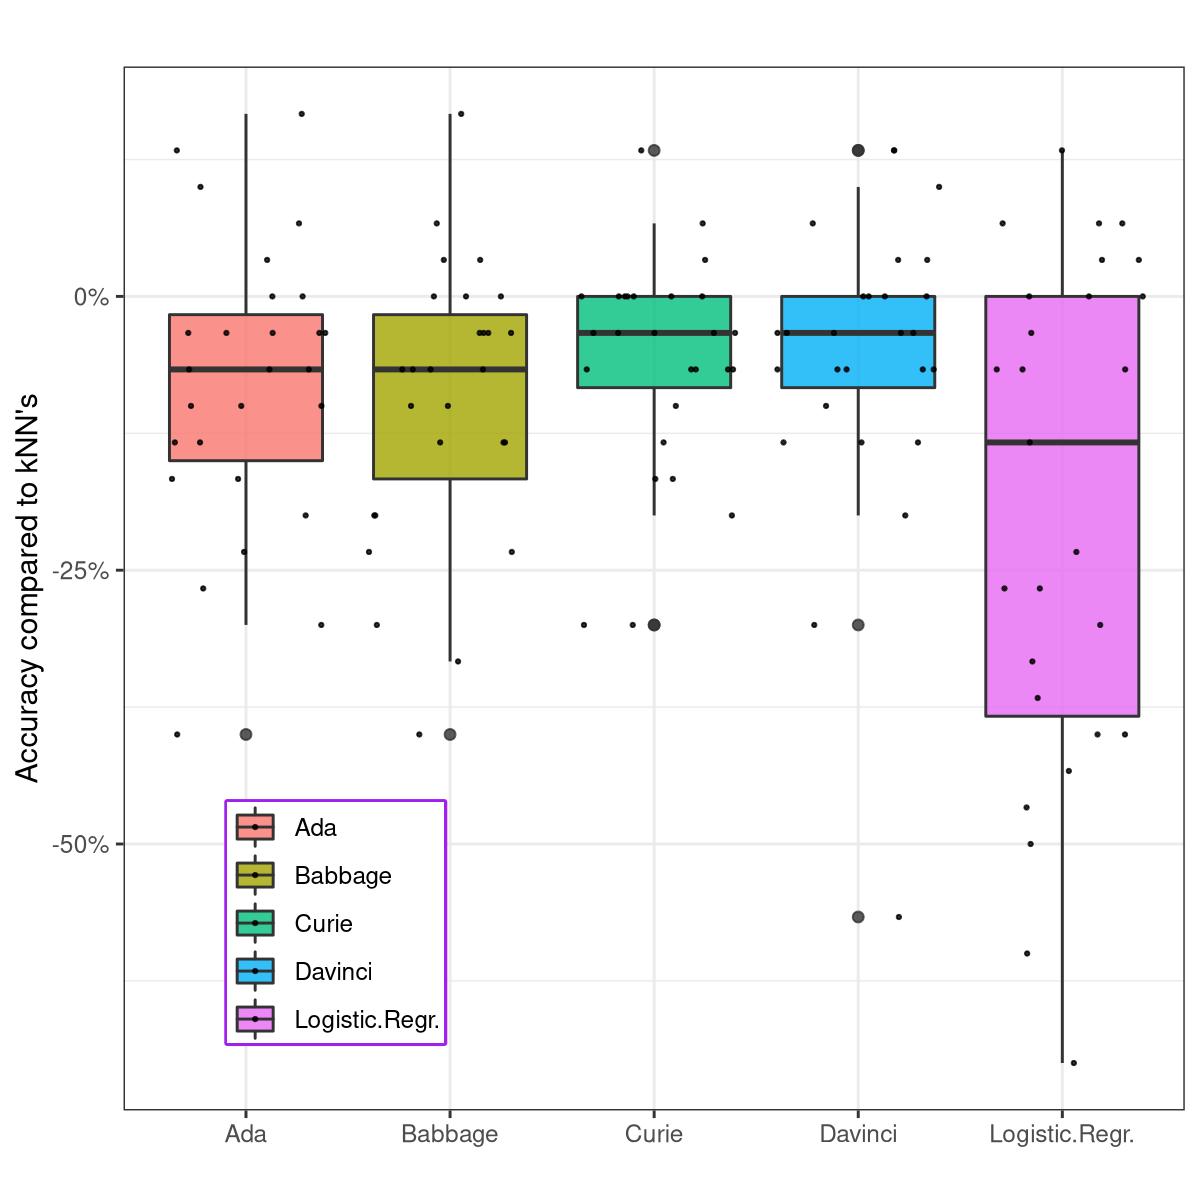 Accuracy compared to kNN's
0%
-25%
-50%
Ada
Babbage
Curie
Davinci
Logistic.Regr.
Ada
Babbage
Curie
Davinci
Logistic.Regr.